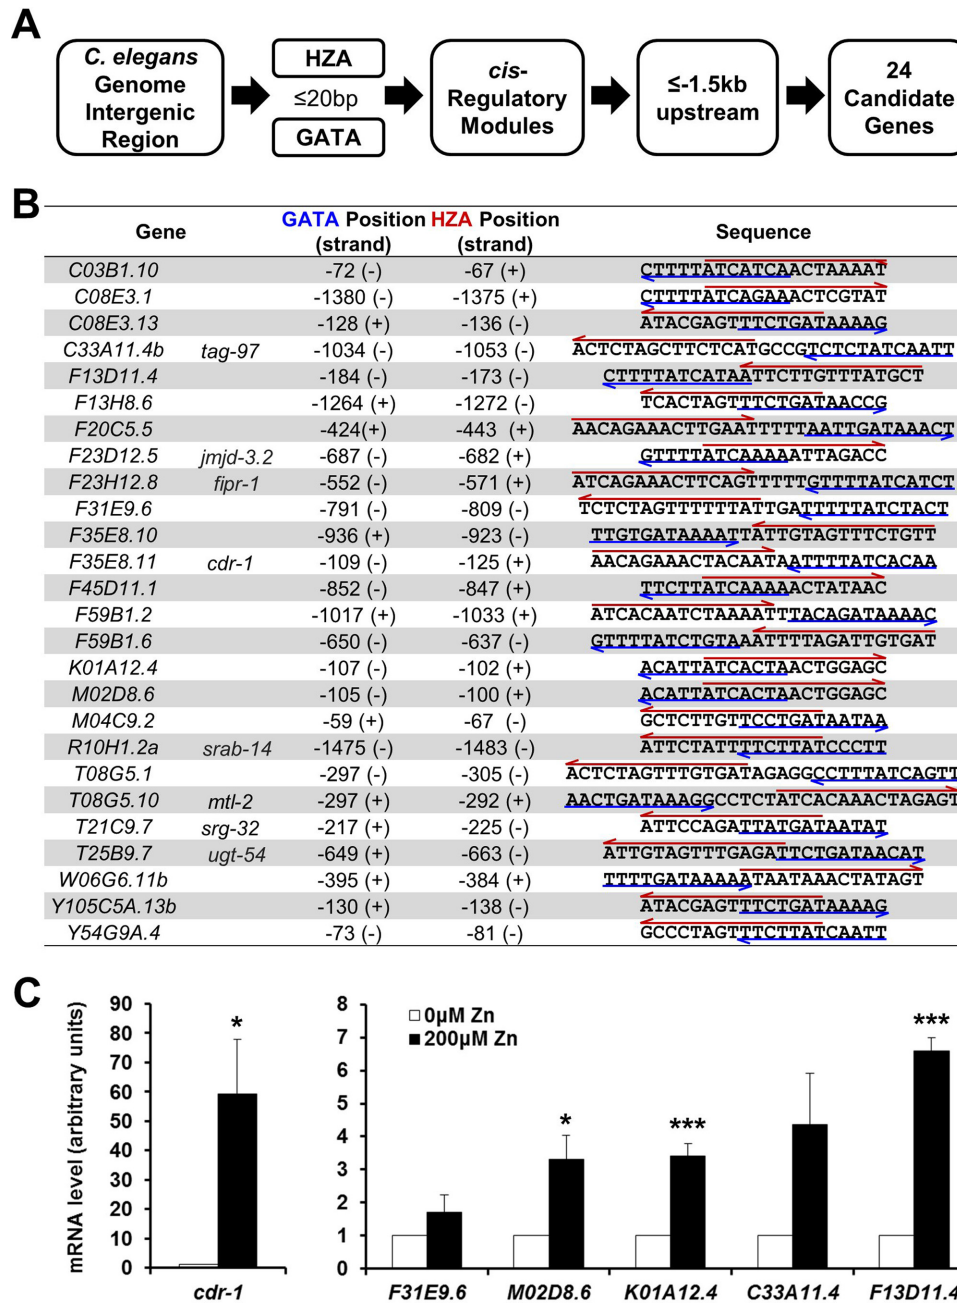 A
C. elegans
Genome
Intergenic
Region
HZA
≤20bp
GATA
cis-
Regulatory
Modules
≤-1.5kb
upstream
24
Candidate
Genes
B
Gene GATA Position (strand) HZA Position (strand) Sequence
C03B1.10 -72 (-) -67 (+) CTTTTATCATCAACTAAAAT
C08E3.1 -1380 (-) -1375 (+) CTTTTATCAGAAACTCGTAT
C08E3.13 -128 (+) -136 (-) ATACGAGTTTCTGATAAAAG
C33A11.4b tag-97 -1034 (-) -1053 (-) ACTCTAGCTTCTCATGCCGTCTCTATCAATT
F13D11.4 -184 (-) -173 (-) CTTTTATCATAATTCTTGTTTATGCT
F13H8.6 -1264 (+) -1272 (-) TCACTAGTTTCTGATAACCG
F20C5.5 -424(+) -443 (+) AACAGAAACTTGAATTTTTAATTGATAAACT
F23D12.5 jmjd-3.2 -687 (-) -682 (+) GTTTTATCAAAAATTAGACC
F23H12.8 fipr-1 -552 (-) -571 (+) ATCAGAAACTTCAGTTTTTGTTTTATCATCT
F31E9.6 -791 (-) -809 (-) TCTCTAGTTTTTTATTGATTTTTATCTACT
F35E8.10 -936 (+) -923 (-) TTGTGATAAAATTATTGTAGTTTCTGTT
F35E8.11 cdr-1 -109 (-) -125 (+) AACAGAAACTACAATAATTTTATCACAA
F45D11.1 -852 (-) -847 (+) TTCTTATCAAAAACTATAAC
F59B1.2 -1017 (+) -1033 (+) ATCACAATCTAAAATTTACAGATAAAAC
F59B1.6 -650 (-) -637 (-) GTTTTATCTGTAAATTTTAGATTGTGAT
K01A12.4 -107 (-) -102 (+) ACATTATCACTAACTGGAGC
M02D8.6 -105 (-) -100 (+) ACATTATCACTAACTGGAGC
M04C9.2 -59 (+) -67 (-) GCTCTTGTTCCTGATAATAA
R10H1.2a srab-14 -1475 (-) -1483 (-) ATTCTATTTTCTTATCCCTT
T08G5.1 -297 (-) -305 (-) ACTCTAGTTTGTGATAGAGGCCTTTATCAGTT
T08G5.10 mtl-2 -297 (+) -292 (+) AACTGATAAAGGCCTCTATCACAAACTAGAGT
T21C9.7 srg-32 -217 (+) -225 (-) ATTCCAGATTATGATAATAT
T25B9.7 ugt-54 -649 (+) -663 (-) ATTGTAGTTTGAGATTCTGATAACAT
W06G6.11b -395 (+) -384 (+) TTTTGATAAAAATAATAAACTATAGT
Y105C5A.13b -130 (+) -138 (-) ATACGAGTTTCTGATAAAAG
Y54G9A.4 -73 (-) -81 (-) GCCCTAGTTTCTTATCAATT
C
mRNA level (arbitrary units)
90
80
70
60
50
40
30
20
10
0
*
cdr-1
8
7
6
5
4
3
2
1
0
0µM Zn
200µM Zn
* *** ***
F31E9.6 M02D8.6 K01A12.4 C33A11.4 F13D11.4